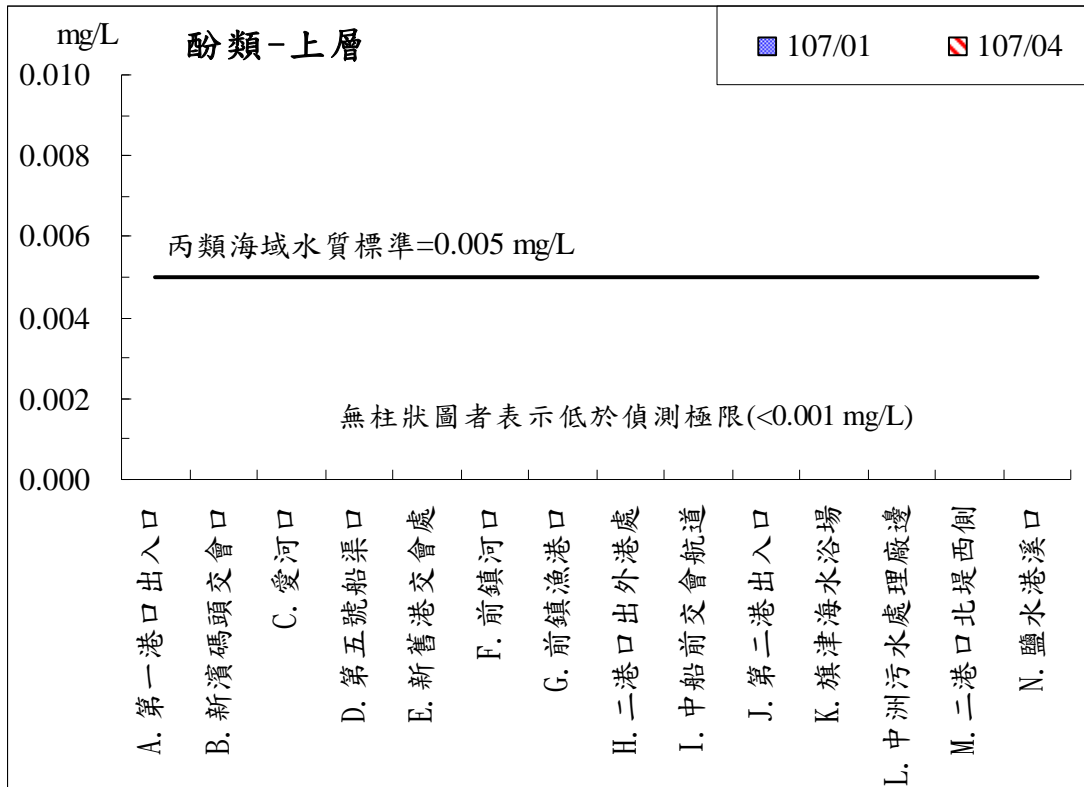 mg/L
酚類-上層
107/01
107/04
0.010
0.008
0.006
0.004
0.002
0.000
丙類海域水質標準=0.005 mg/L
無柱狀圖者表示低於偵測極限(<0.001 mg/L)
A. 第一港口出入口
B. 新濱碼頭交會口
C. 愛河口
D. 第五號船渠口
E. 新舊港交會處
F. 前鎮河口
G. 前鎮漁港口
H. 二港口出外港處
I. 中船前交會航道
J. 第二港出入口
K. 旗津海水浴場
L. 中洲污水處理廠邊
M. 二港口北堤西側
N. 鹽水港溪口